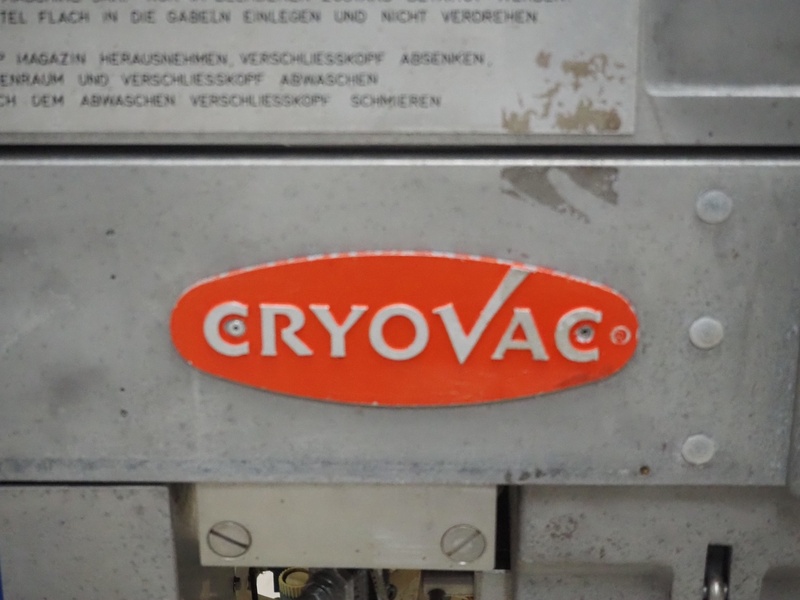 TEL FLACH IN DIE GABELN EINLEGEN UND NICHT VERDREHEN
MAGAZIN HERAUSNEHMEN, VERSCHLIESSKOPF ABSENKEN,
ENRAUM UND VERSCHLIESSKOPF ABWASCHEN
CH DEM ABWASCHEN VERSCHLIESSKOPF SCHMIEREN
CRYOVAC